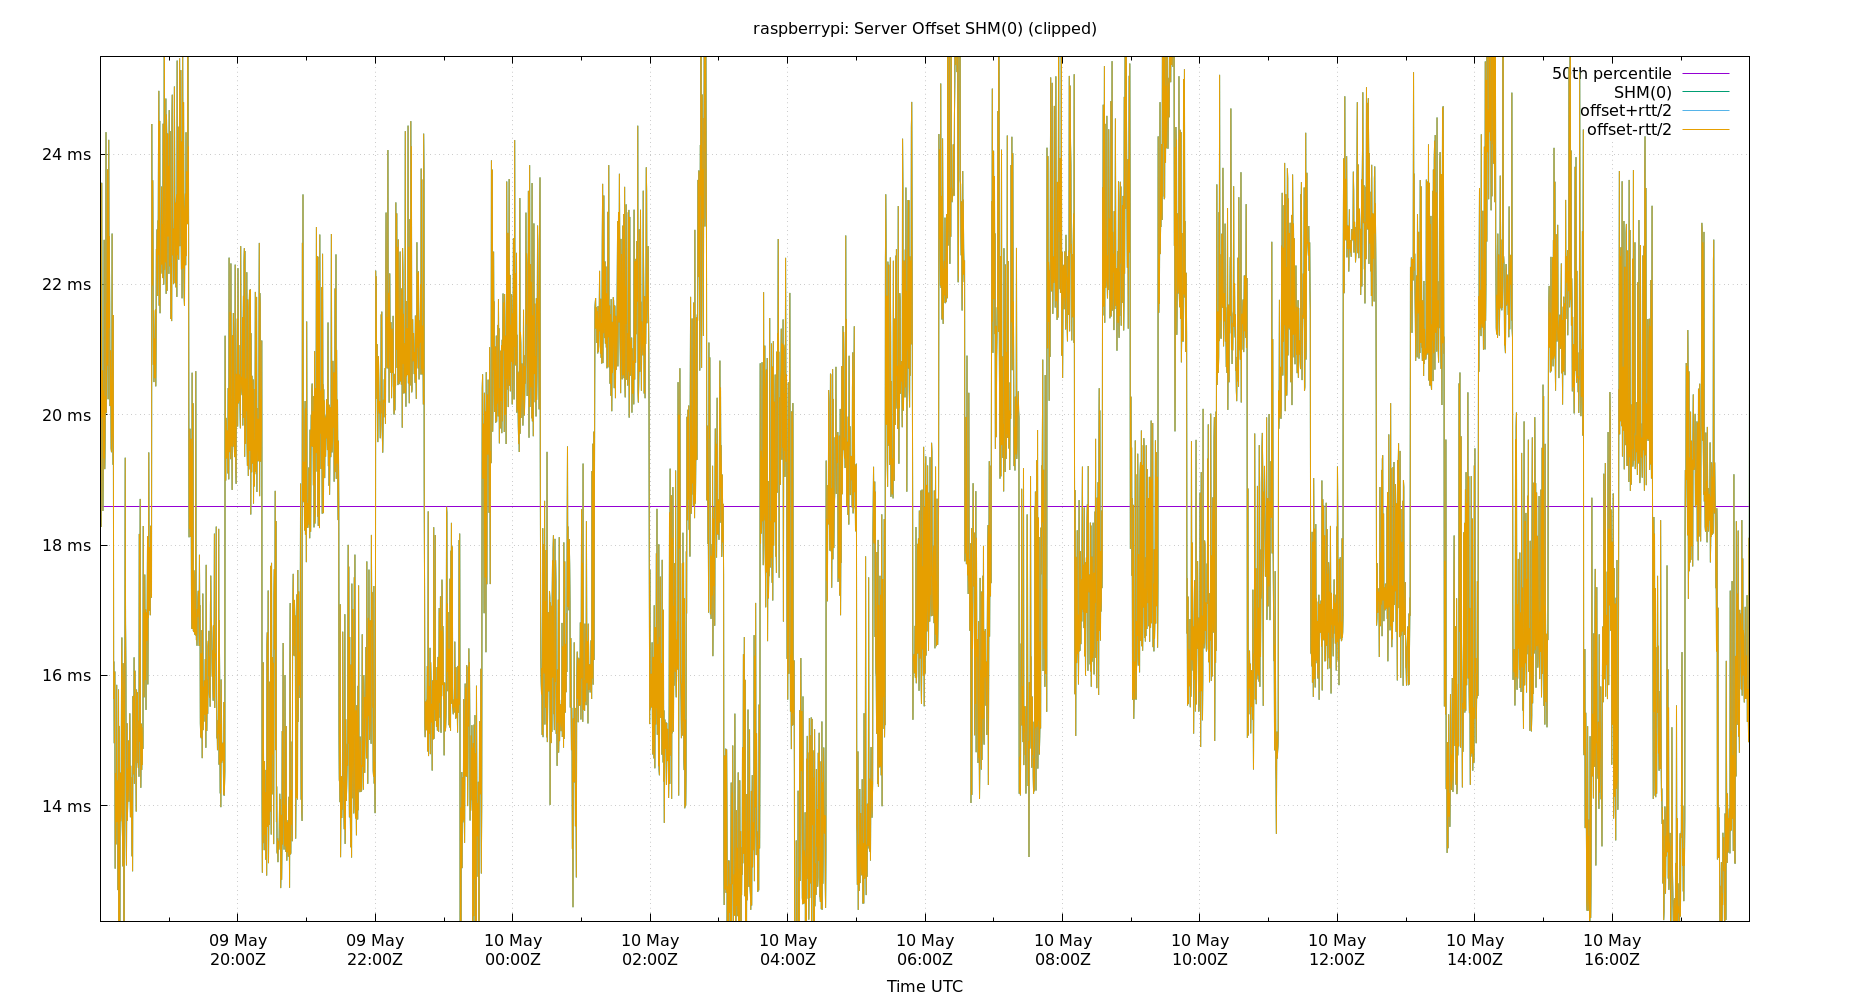 raspberrypi: Server Offset SHM(0) (clipped)
50th percentile
SHM(0)
offset+rtt/2
offset-rtt/2
24 ms
22 ms
20 ms
18 ms
16 ms
14 ms
09 May 09 May 10 May 10 May 10 May 10 May 10 May 10 May 10 May 10 May 10 May
20:00Z 22:00Z 00:00Z 02:00Z 04:00Z 06:00Z 08:00Z 10:00Z 12:00Z 14:00Z 16:00Z
Time UTC